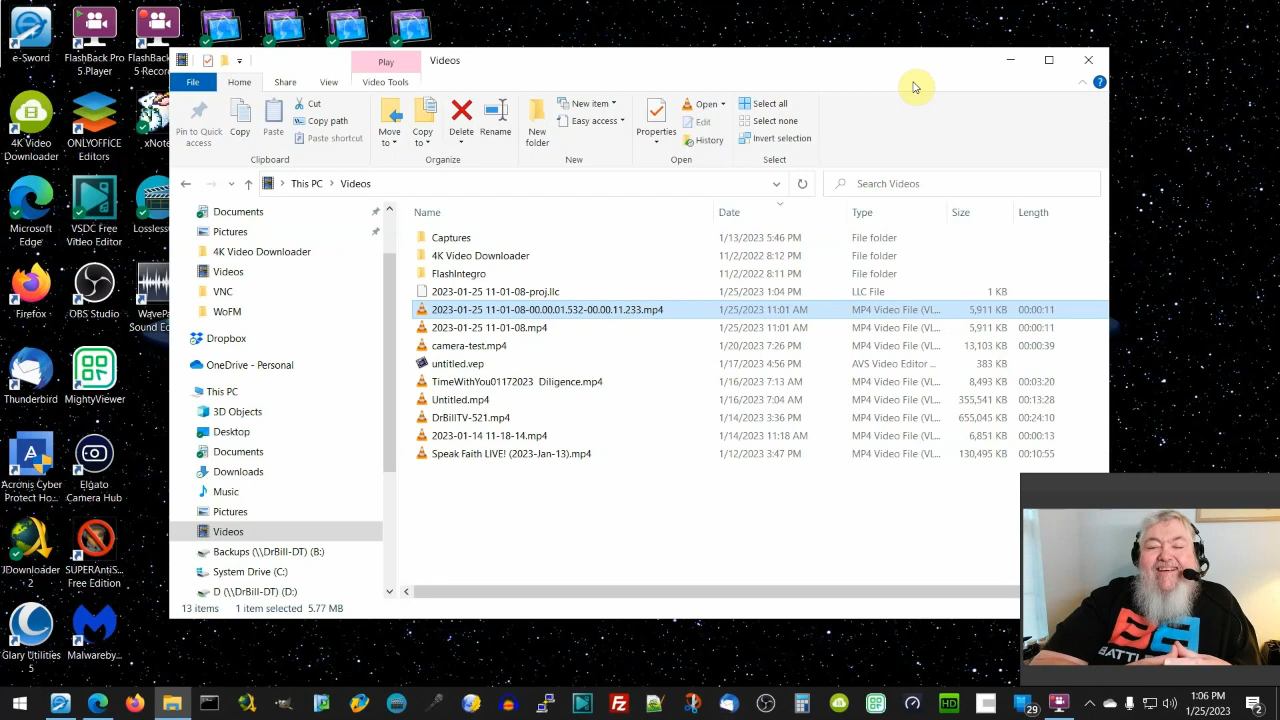 e-Sword
FlashBack Pro
5 Player
FlashBack
5 Recor
4K Video
Downloader
ONLYOFFICE
Editors
xNote
Microsoft
Edge
VSDC Free
Video Editor
Lossless
Firefox
OBS Studio
WavePa
Sound Ed
Thunderbird
MightyViewer
Acronis Cyber
Protect Ho...
Elgato
Camera Hub
JDownloader
2
SUPERAntiS...
Free Edition
Glary Utilities
5
Malwareby...
Play
Videos
File
Home
Share
View
Video Tools
Pin to Quick
access
Copy
Paste
Cut
Copy path
Paste shortcut
Clipboard
Move
to
Copy
to
Delete
Rename
Organize
New
folder
New item
Easy access
New
Properties
Open
Edit
History
Open
Select all
Select none
Invert selection
Select
This PC > Videos
Search Videos
Documents
Pictures
4K Video Downloader
Videos
VNC
WoFM
Dropbox
OneDrive - Personal
This PC
3D Objects
Desktop
Documents
Downloads
Music
Pictures
Videos
Backups (\\DrBill-DT) (B:)
System Drive (C:)
D (\\DrBill-DT) (D:)
Name Date Type Size Length
Captures 1/13/2023 5:46 PM File folder
4K Video Downloader 11/2/2022 8:12 PM File folder
FlashIntegro 11/2/2022 8:11 PM File folder
2023-01-25 11-01-08-proj.llc 1/25/2023 1:04 PM LLC File 1 KB
2023-01-25 11-01-08-00.00.01.532-00.00.11.233.mp4 1/25/2023 11:01 AM MP4 Video File (VL... 5,911 KB 00:00:11
2023-01-25 11-01-08.mp4 1/25/2023 11:01 AM MP4 Video File (VL... 5,911 KB 00:00:11
camera-test.mp4 1/20/2023 7:26 PM MP4 Video File (VL... 13,103 KB 00:00:39
untitled.vep 1/17/2023 4:56 PM AVS Video Editor ... 383 KB
TimeWithYou01172023 Diligence.mp4 1/16/2023 7:13 AM MP4 Video File (VL... 8,493 KB 00:03:20
Untitled.mp4 1/16/2023 7:04 AM MP4 Video File (VL... 355,541 KB 00:13:28
DrBillTV-521.mp4 1/14/2023 3:36 PM MP4 Video File (VL... 655,045 KB 00:24:10
2023-01-14 11-18-14.mp4 1/14/2023 11:18 AM MP4 Video File (VL... 6,851 KB 00:00:13
Speak Faith LIVE! (2023-Jan-13).mp4 1/12/2023 3:47 PM MP4 Video File (VL... 130,495 KB 00:10:55
13 items 1 item selected 5.77 MB
HD
29
1:06 PM
1/25/2023
2